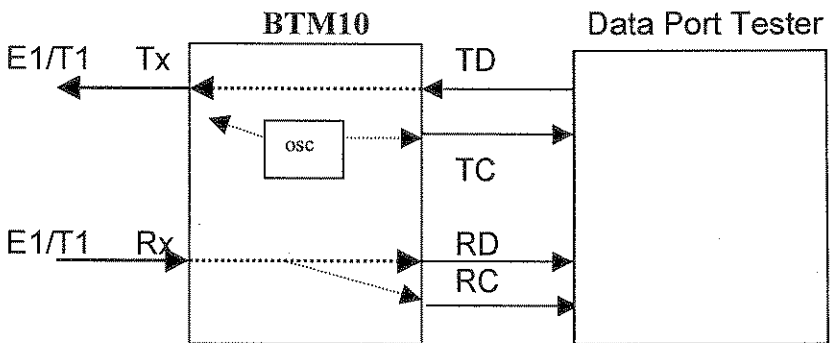 BTM10 Data Port Tester
E1/T1 Tx TD
osc
TC
E1/T1 Rx RD
RC